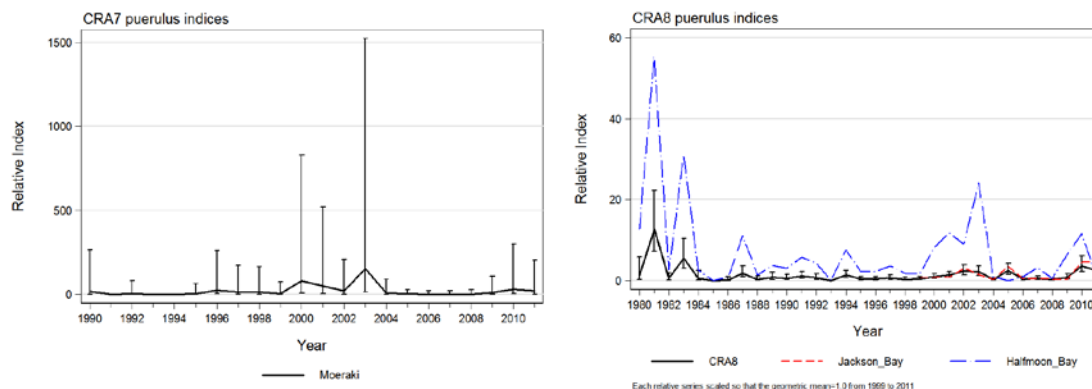 CRA7 puerulus indices
1500
1000
500
0
Relative Index
1990 1992 1994 1996 1998 2000 2002 2004 2006 2008 2010
Year
Moeraki
CRA8 puerulus indices
60
40
20
0
Relative Index
1980 1962 1984 1986 1988 1990 1992 1994 1996 1998 2000 2002 2004 2006 2008 2010
Year
CRA8 Jackson_Bay Halfmoon_Bay
Each relative series scaled so that the geometric mean=1.0 from 1999 to 2011